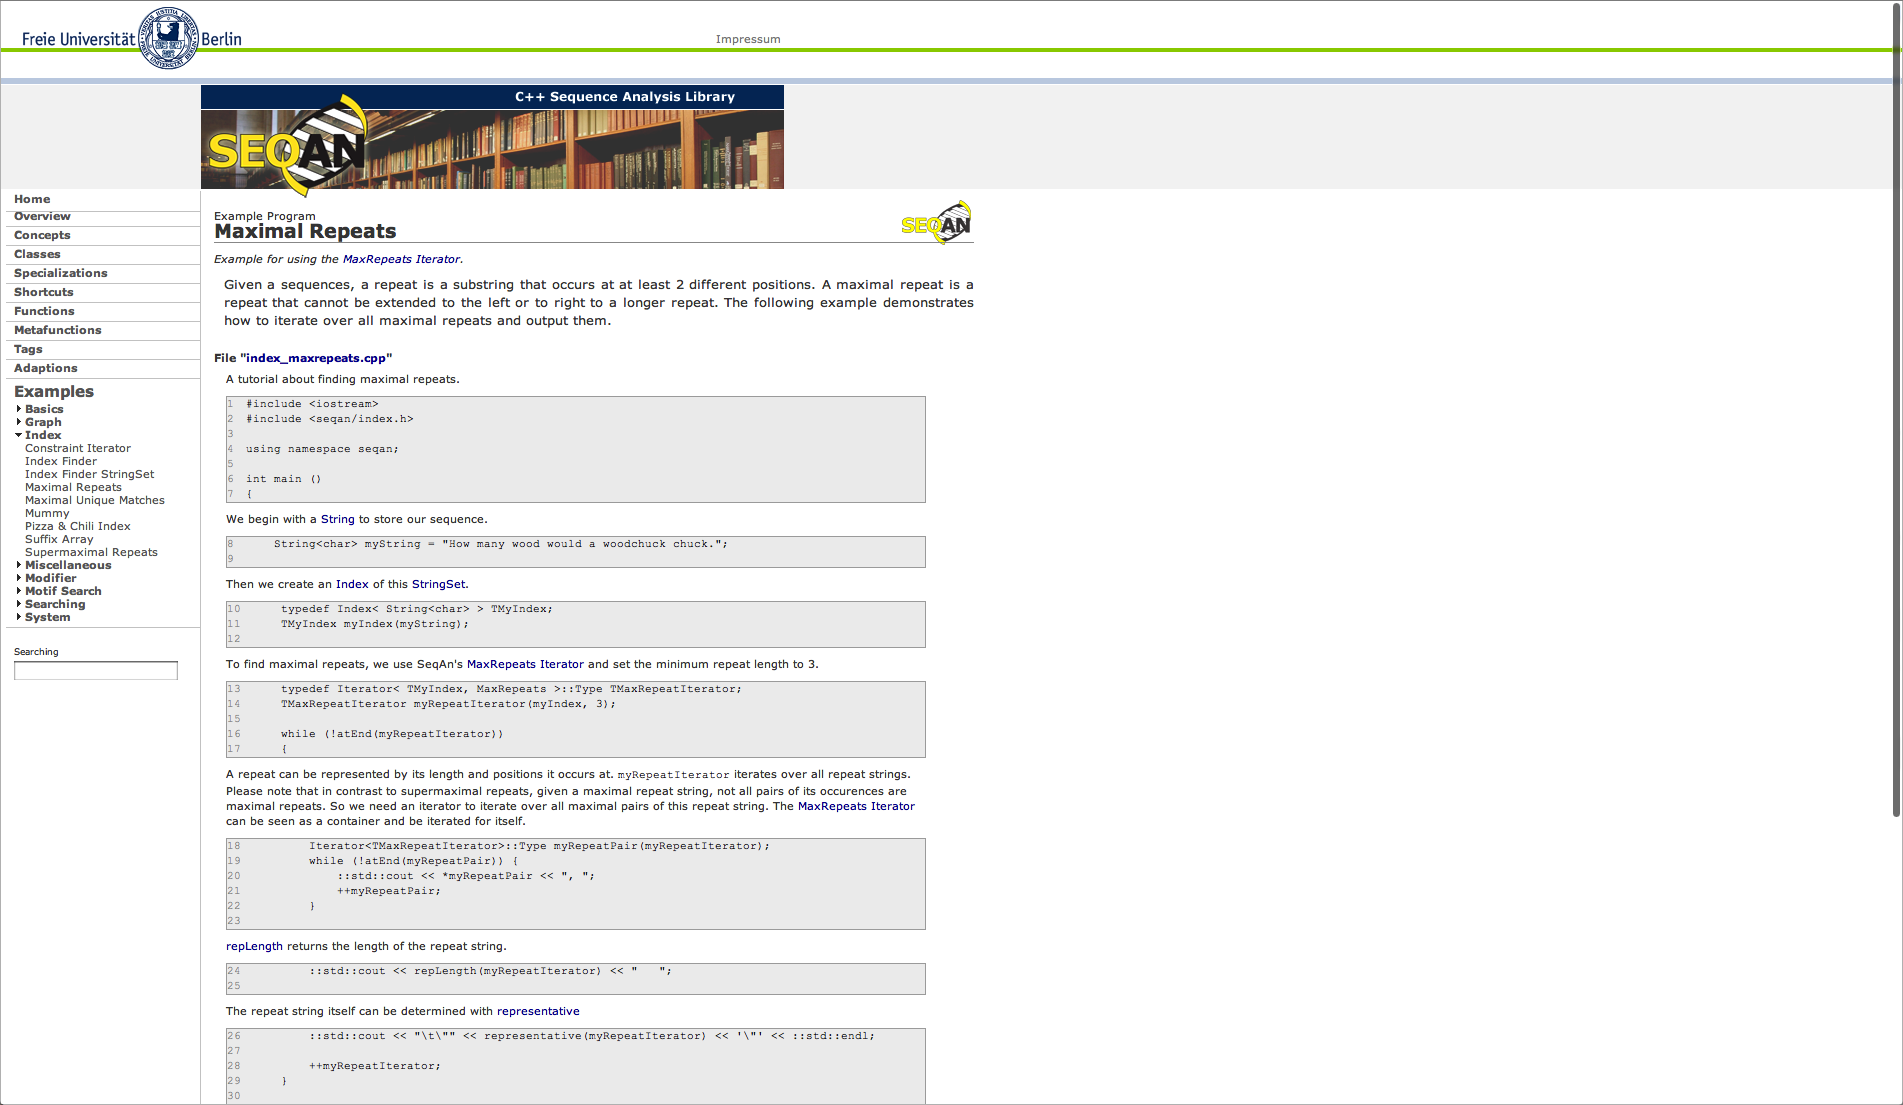 Freie Universität Berlin
Impressum
C++ Sequence Analysis Library
SEQAN
Home
Overview
Concepts
Classes
Specializations
Shortcuts
Functions
Metafunctions
Tags
Adaptions
Examples
Basics
Graph
Index
Constraint Iterator
Index Finder
Index Finder StringSet
Maximal Repeats
Maximal Unique Matches
Mummy
Pizza & Chili Index
Suffix Array
Supermaximal Repeats
Miscellaneous
Modifier
Motif Search
Searching
System
Searching
Example Program
Maximal Repeats
SEQAN
Example for using the MaxRepeats Iterator.
Given a sequences, a repeat is a substring that occurs at at least 2 different positions. A maximal repeat is a
repeat that cannot be extended to the left or to right to a longer repeat. The following example demonstrates
how to iterate over all maximal repeats and output them.
File "index_maxrepeats.cpp"
A tutorial about finding maximal repeats.
1 #include <iostream>
2 #include <seqan/index.h>
3
4 using namespace seqan;
5
6 int main ()
7 {
We begin with a String to store our sequence.
8 String<char> myString = "How many wood would a woodchuck chuck.";
9
Then we create an Index of this StringSet.
10 typedef Index< String<char> > TMyIndex;
11 TMyIndex myIndex(myString);
12
To find maximal repeats, we use SeqAn's MaxRepeats Iterator and set the minimum repeat length to 3.
13 typedef Iterator< TMyIndex, MaxRepeats >::Type TMaxRepeatIterator;
14 TMaxRepeatIterator myRepeatIterator(myIndex, 3);
15
16 while (!atEnd(myRepeatIterator))
17 {
A repeat can be represented by its length and positions it occurs at. myRepeatIterator iterates over all repeat strings.
Please note that in contrast to supermaximal repeats, given a maximal repeat string, not all pairs of its occurences are
maximal repeats. So we need an iterator to iterate over all maximal pairs of this repeat string. The MaxRepeats Iterator
can be seen as a container and be iterated for itself.
18 Iterator<TMaxRepeatIterator>::Type myRepeatPair(myRepeatIterator);
19 while (!atEnd(myRepeatPair)) {
20 ::std::cout << *myRepeatPair << ", ";
21 ++myRepeatPair;
22 }
23
repLength returns the length of the repeat string.
24 ::std::cout << repLength(myRepeatIterator) << "   ";
25
The repeat string itself can be determined with representative
26 ::std::cout << "\t\"" << representative(myRepeatIterator) << '\"' << ::std::endl;
27
28 ++myRepeatIterator;
29 }
30